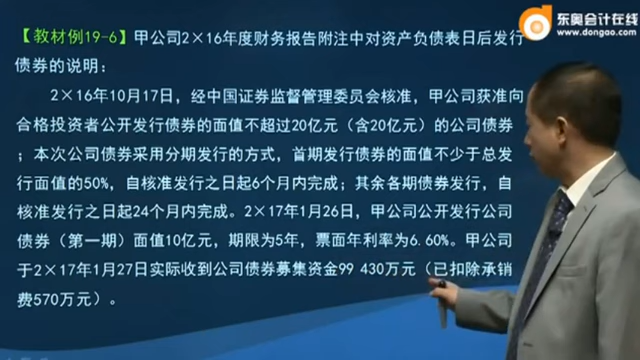 东奥会计在线
www.dongao.com
【教材例19-6】甲公司2×16年度财务报告附注中对资产负债表日后发行
债券的说明：
2×16年10月17日，经中国证券监督管理委员会核准，甲公司获准向
合格投资者公开发行债券的面值不超过20亿元（含20亿元）的公司债券
；本次公司债券采用分期发行的方式，首期发行债券的面值不少于总发
行面值的50%，自核准发行之日起6个月内完成；其余各期债券发行，自
核准发行之日起24个月内完成。2×17年1月26日，甲公司公开发行公司
债券（第一期）面值10亿元，期限为5年，票面年利率为6.60%。甲公司
于2×17年1月27日实际收到公司债券募集资金99 430万元（已扣除承销
费570万元）。